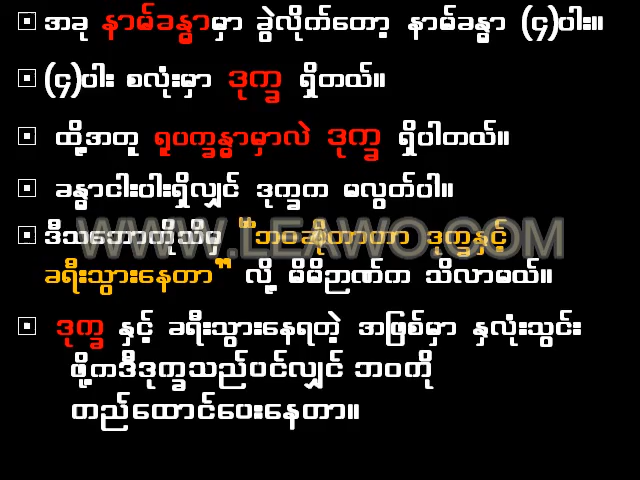 အခု နာမ်ခန္ဓာမှာ ခွဲလိုက်တော့ နာမ်ခန္ဓာ (၄)ပါး။
(၄)ပါး စလုံးမှာ ဒုက္ခ ရှိတယ်။
ထို့အတူ ရူပက္ခန္ဓာမှာလဲ ဒုက္ခ ရှိပါတယ်။
ခန္ဓာငါးပါးရှိလျှင် ဒုက္ခက မလွတ်ပါ။
ဒီသဘောကိုသိမှ "ဘဝဆိုတာဟာ ဒုက္ခနှင့်
ခရီးသွားနေတာ" လို့ မိမိဉာဏ်က သိလာမယ်။
WWW.LEAWO.COM
ဒုက္ခ နှင့် ခရီးသွားနေရတဲ့ အဖြစ်မှာ နှလုံးသွင်း
ဖို့ကဒီဒုက္ခသည်ပင်လျှင် ဘဝကို
တည်ထောင်ပေးနေတာ။